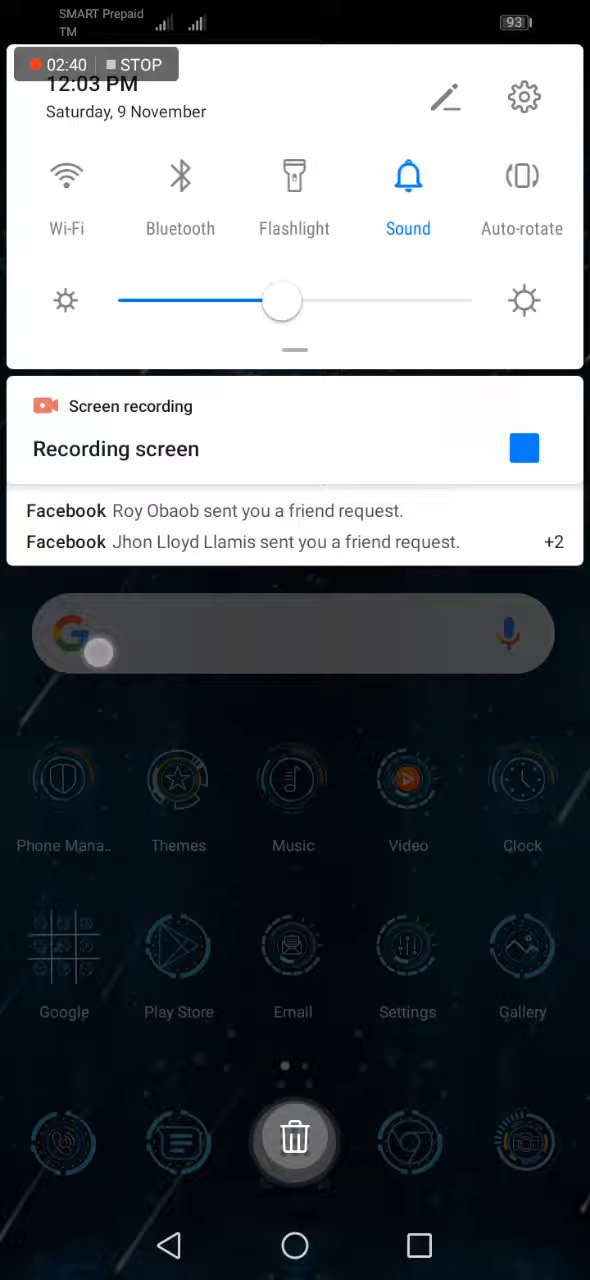 SMART Prepaid
TM
93
02:40 STOP
12:03 PM
Saturday, 9 November
Wi-Fi Bluetooth Flashlight Sound Auto-rotate
Screen recording
Recording screen
Facebook Roy Obaob sent you a friend request.
Facebook Jhon Lloyd Llamis sent you a friend request. +2
Phone Mana.. Themes Music Video Clock
Google Play Store Email Settings Gallery